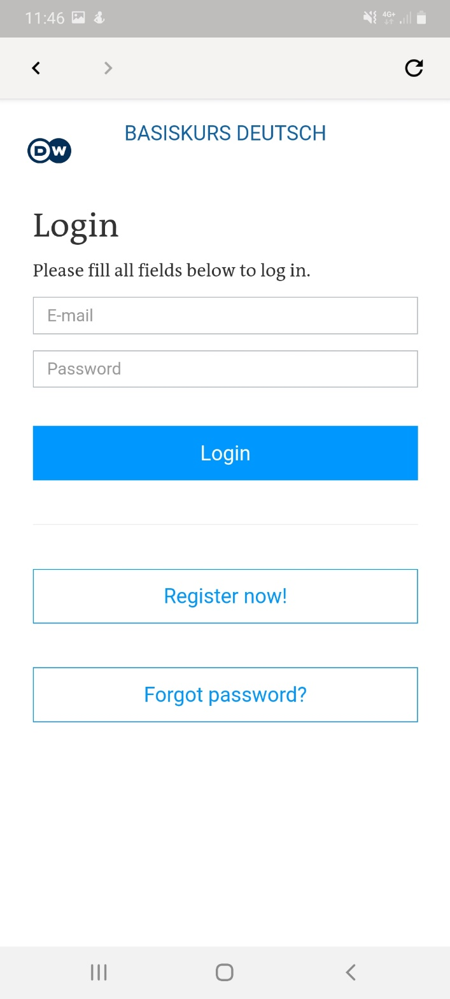 11:46
4G+
BASISKURS DEUTSCH
DW
Login
Please fill all fields below to log in.
E-mail
Password
Login
Register now!
Forgot password?